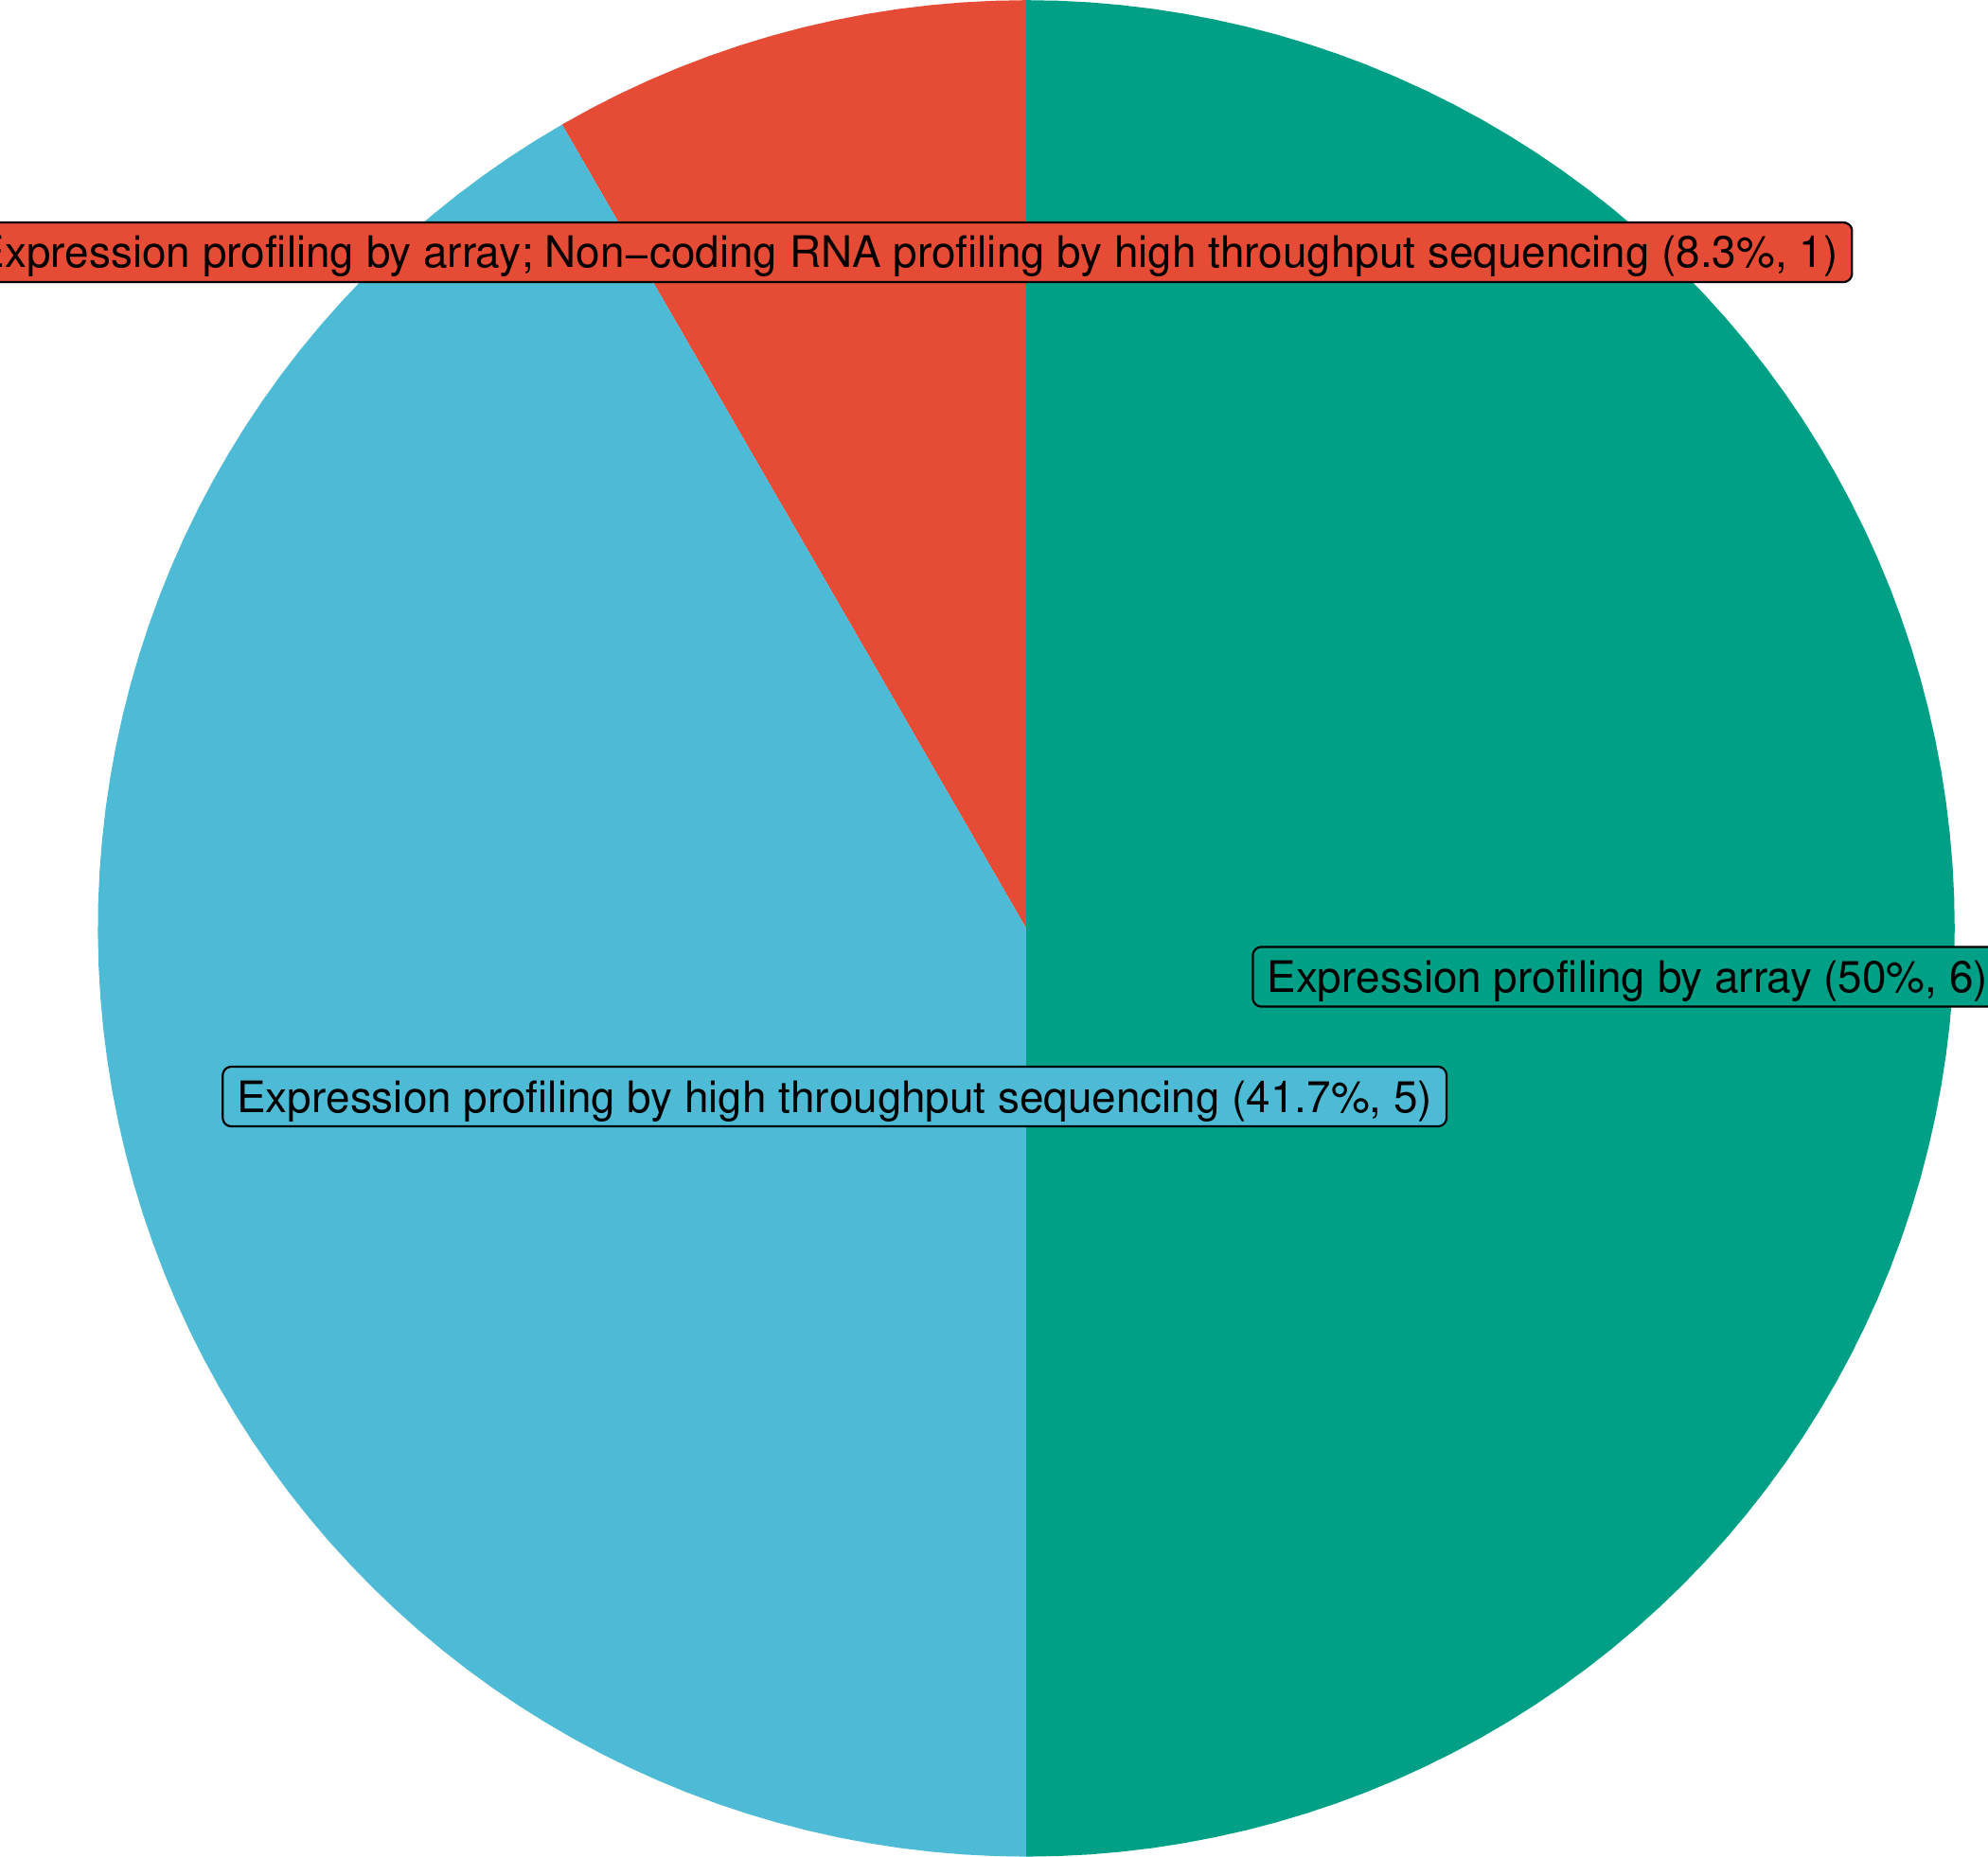 Expression profiling by array; Non–coding RNA profiling by high throughput sequencing (8.3%, 1)
Expression profiling by array (50%, 6)
Expression profiling by high throughput sequencing (41.7%, 5)